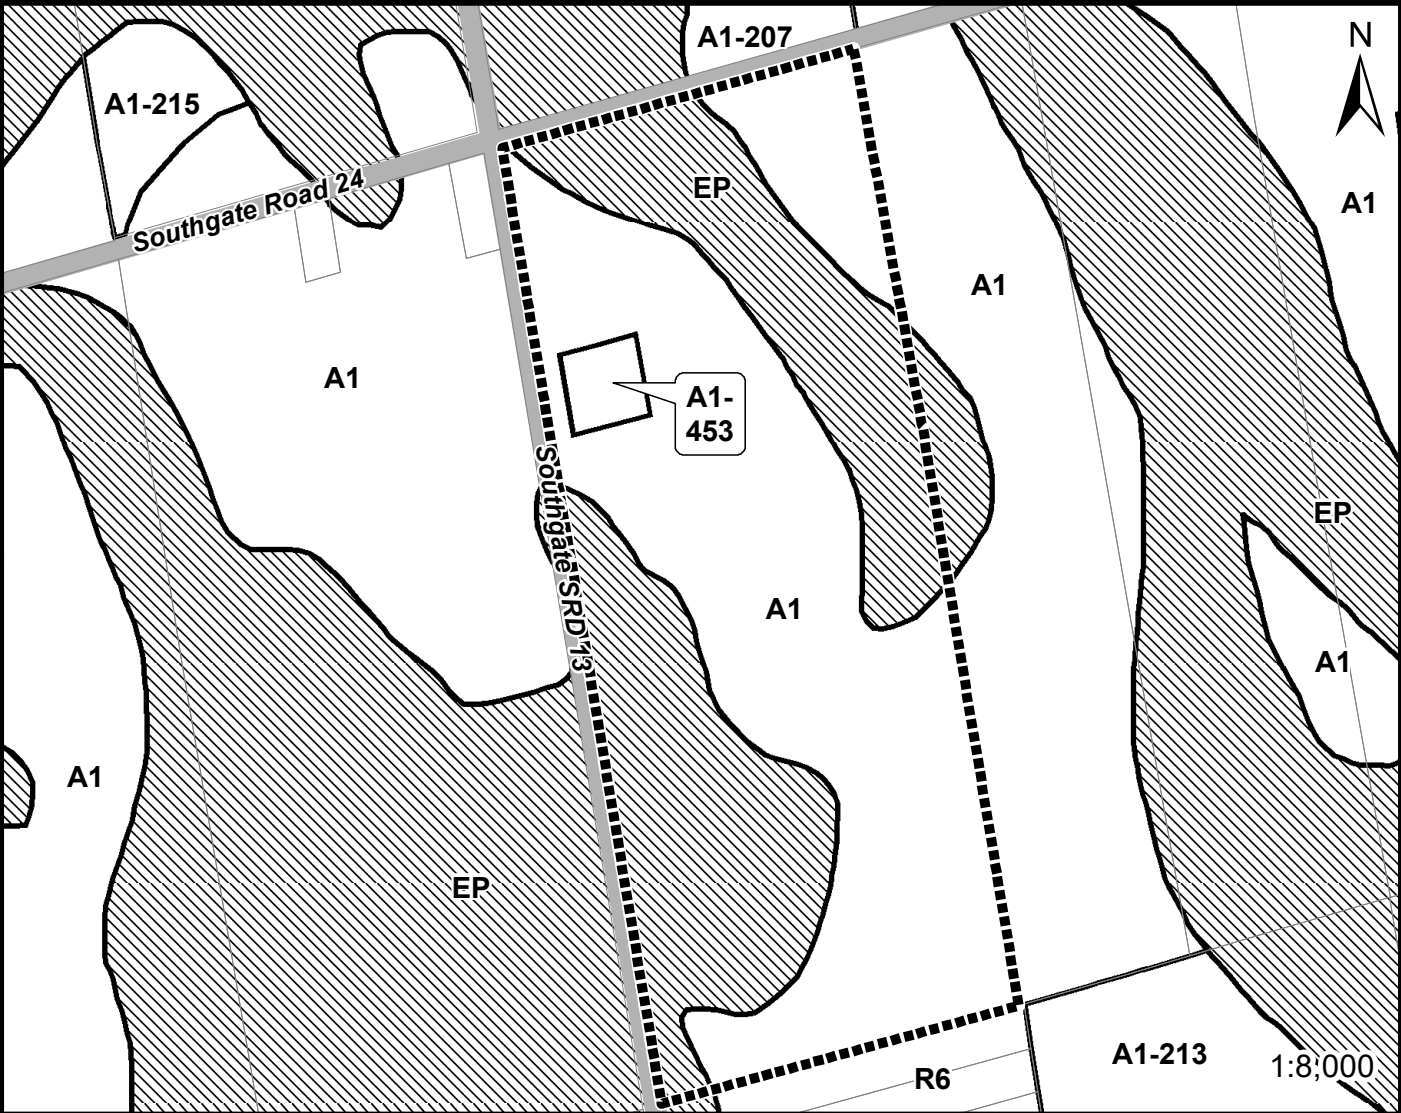 A1-207
N
A1-215
Southgate Road 24
EP
A1
A1
A1
A1-
453
Southgate SRD 13
EP
A1
A1
A1
EP
A1-213
1:8,000
R6